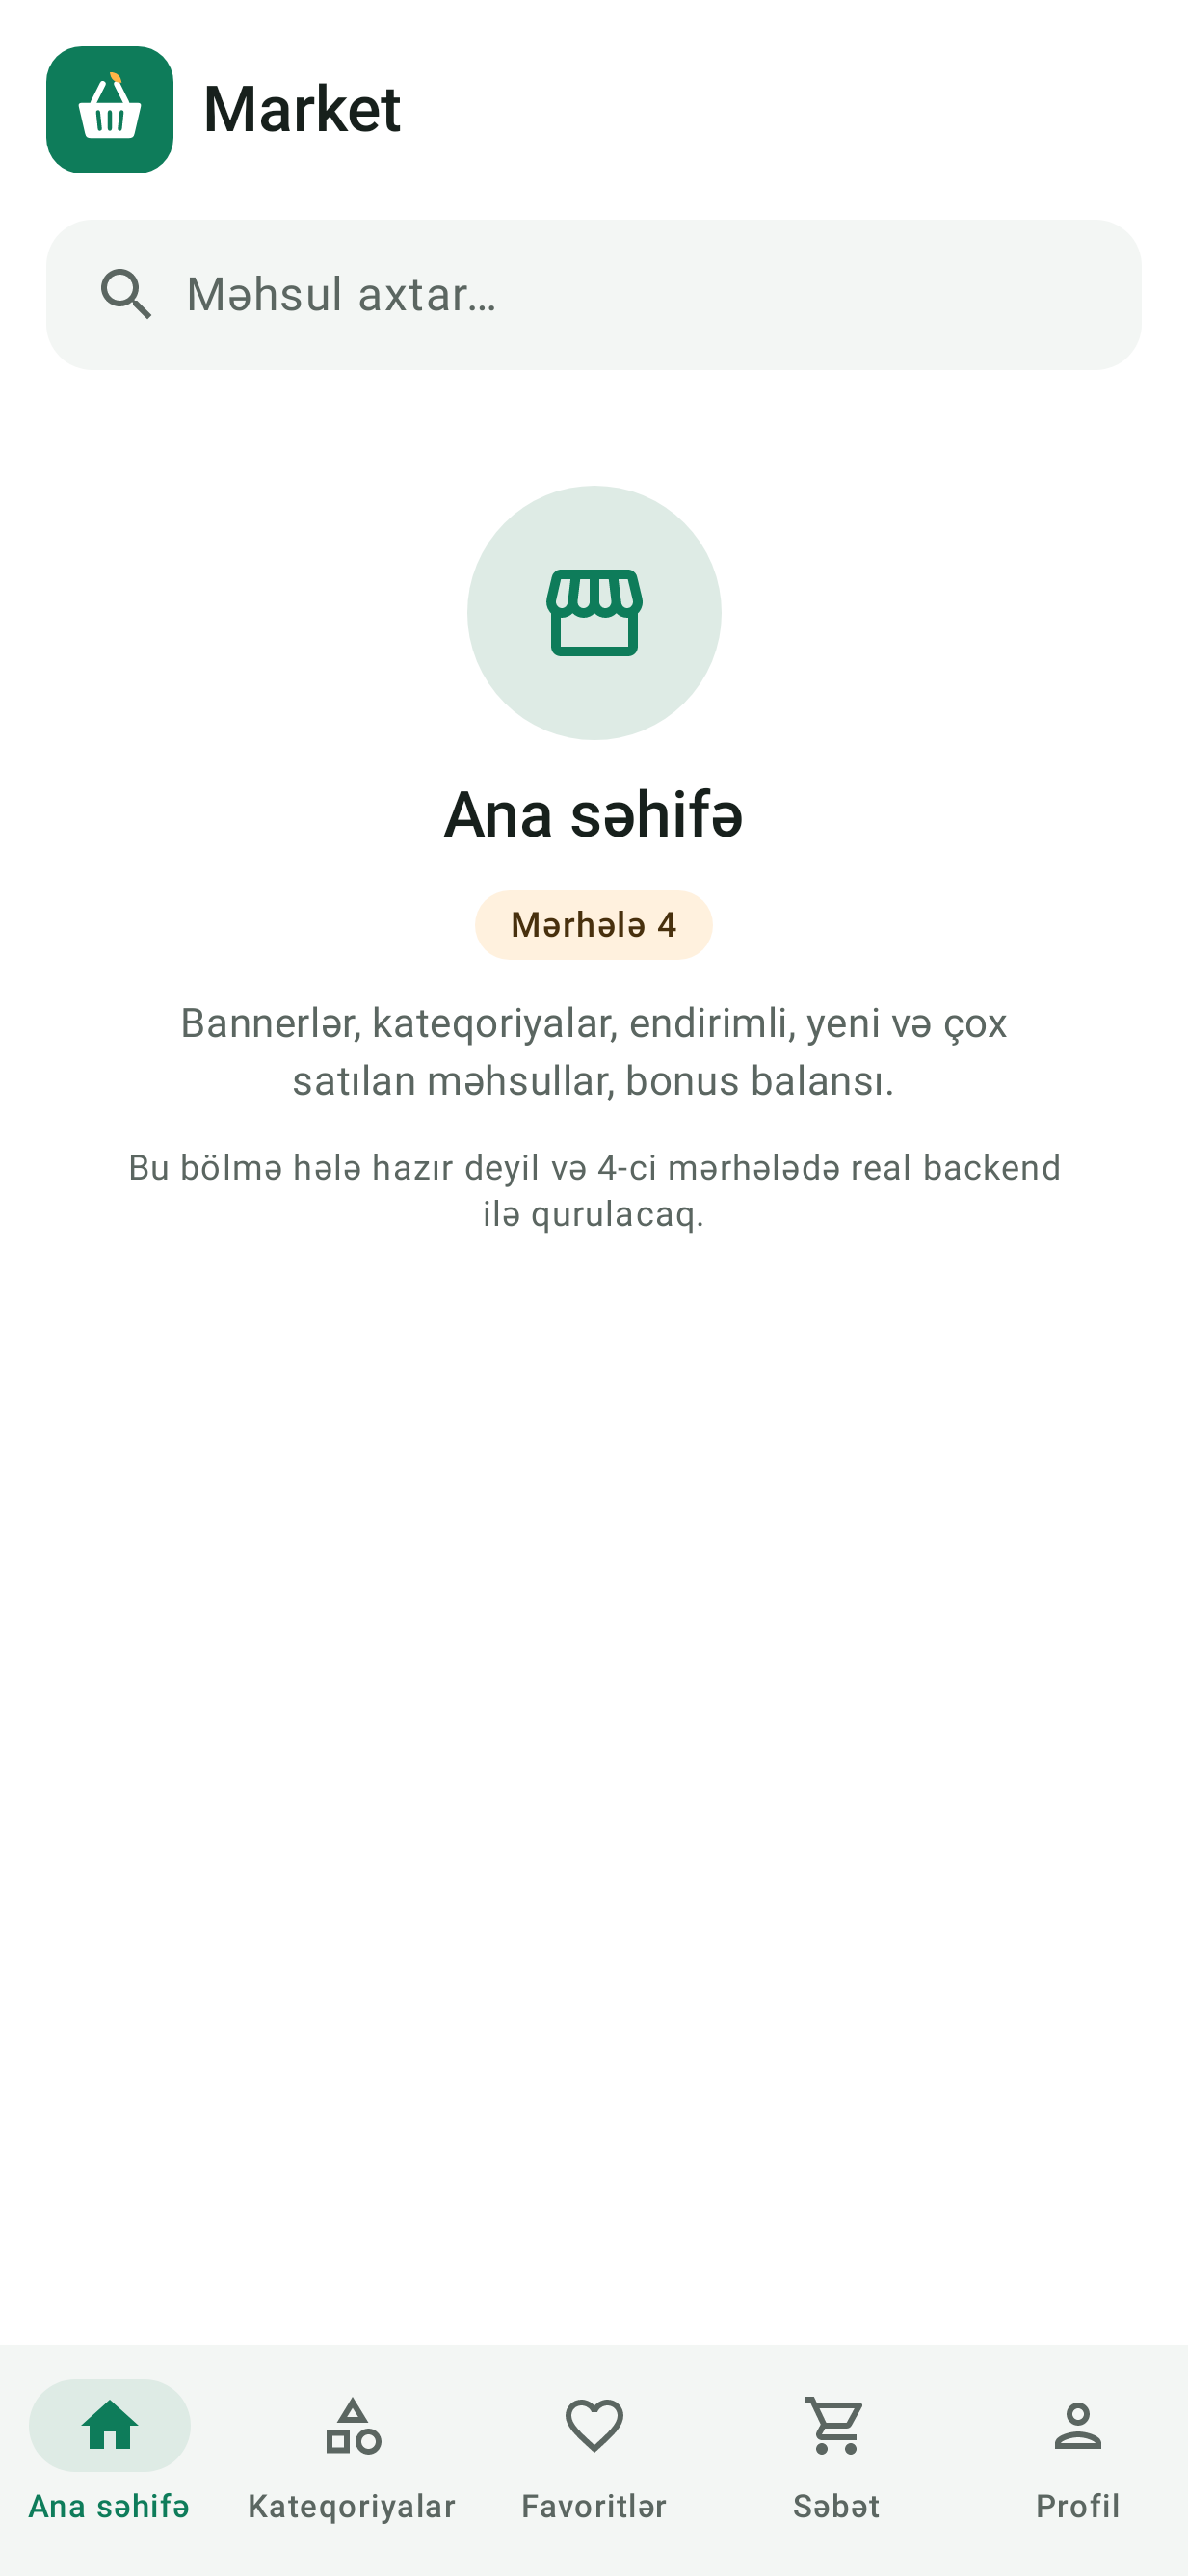 Market
Məhsul axtar...
Ana səhifə
Mərhələ 4
Bannerlər, kateqoriyalar, endirimli, yeni və çox
satılan məhsullar, bonus balansı.
Bu bölmə hələ hazır deyil və 4-ci mərhələdə real backend
ilə qurulacaq.
Ana səhifə
Kateqoriyalar
Favoritlər
Səbət
Profil